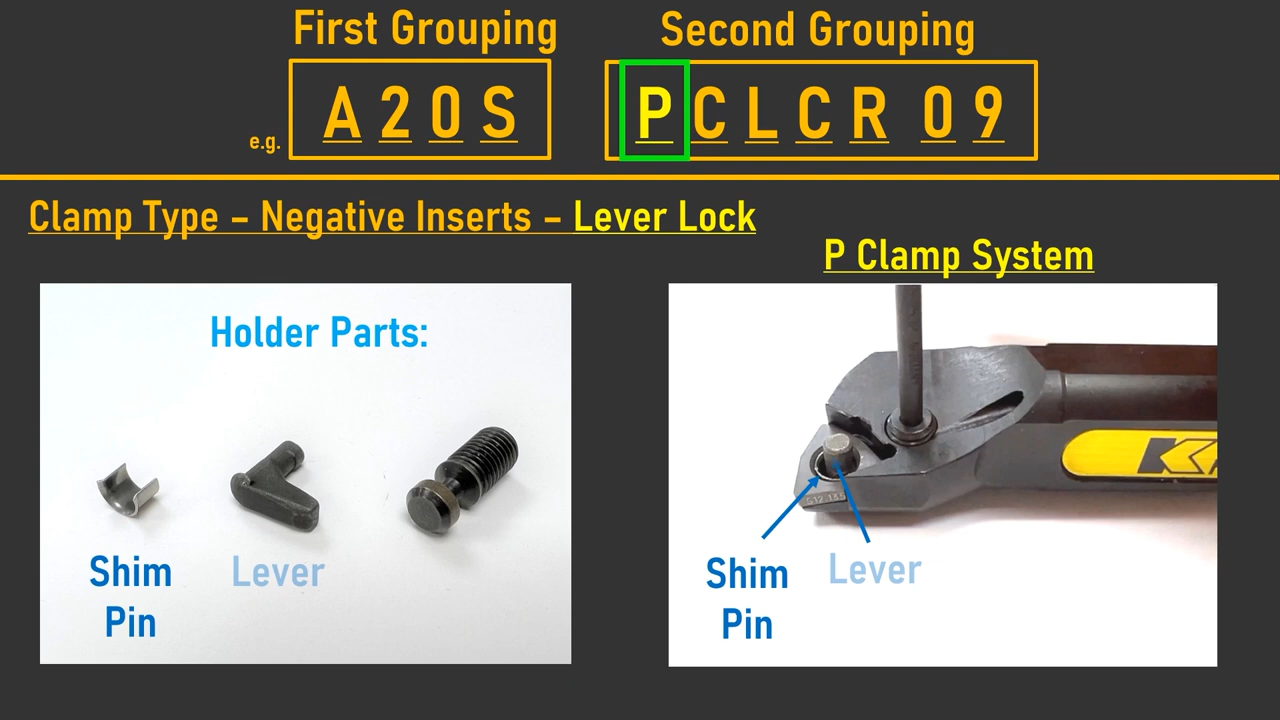 First Grouping
Second Grouping
e.g.
A 2 0 S
P C L C R 0 9
Clamp Type – Negative Inserts – Lever Lock
P Clamp System
Holder Parts:
Shim
Pin
Lever
Shim
Pin
Lever